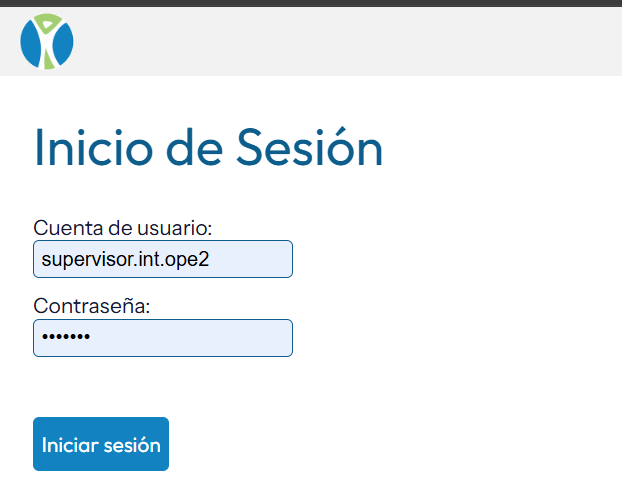 Inicio de Sesión
Cuenta de usuario:
supervisor.int.ope2
Contraseña:
•••••••
Iniciar sesión